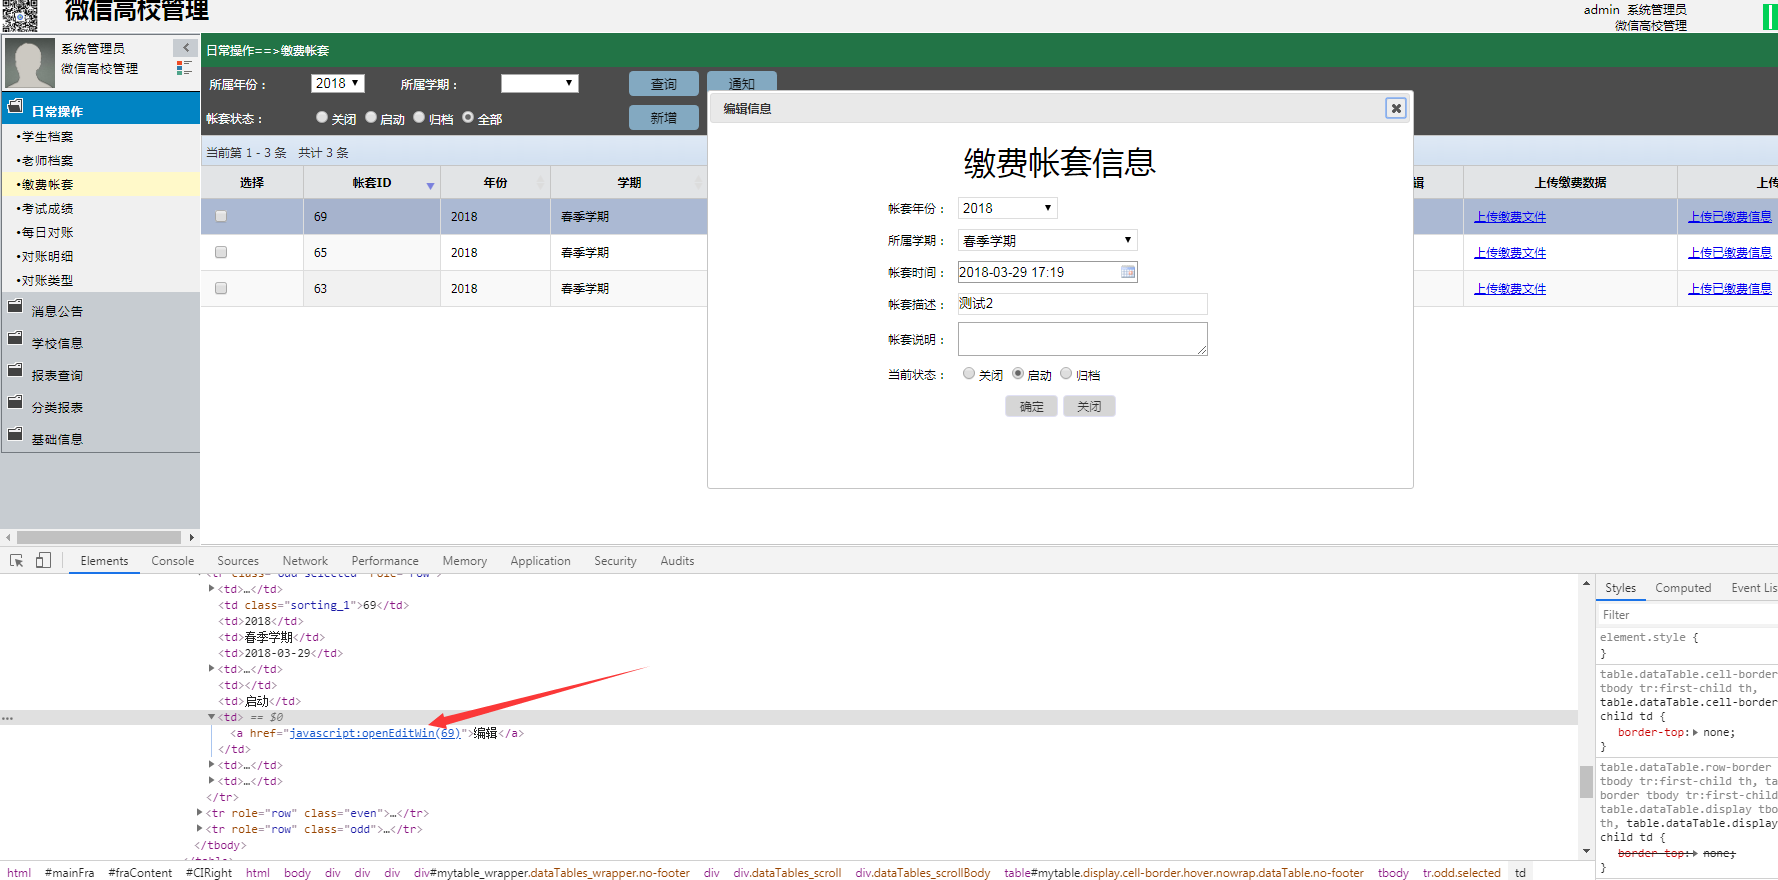 微信高校管理
admin 系统管理员
微信高校管理
系统管理员
微信高校管理
日常操作
•学生档案
•老师档案
•缴费帐套
•考试成绩
•每日对账
•对账明细
•对账类型
消息公告
学校信息
报表查询
分类报表
基础信息
日常操作==>缴费帐套
所属年份： 2018 所属学期： 查询 通知
帐套状态： 关闭 启动 归档 全部 新增
当前第 1 - 3 条 共计 3 条
选择 帐套ID 年份 学期 辑 上传缴费数据 上传
69 2018 春季学期 上传缴费文件 上传已缴费信息
65 2018 春季学期 上传缴费文件 上传已缴费信息
63 2018 春季学期 上传缴费文件 上传已缴费信息
编辑信息
缴费帐套信息
帐套年份： 2018
所属学期： 春季学期
帐套时间： 2018-03-29 17:19
帐套描述： 测试2
帐套说明：
当前状态： 关闭 启动 归档
确定 关闭
Elements Console Sources Network Performance Memory Application Security Audits
<tr class="odd selected" role="row">
<td>…</td>
<td class="sorting_1">69</td>
<td>2018</td>
<td>春季学期</td>
<td>2018-03-29</td>
<td>…</td>
<td></td>
<td>启动</td>
<td> == $0
<a href="javascript:openEditWin(69)">编辑</a>
</td>
<td>…</td>
<td>…</td>
</tr>
<tr role="row" class="even">…</tr>
<tr role="row" class="odd">…</tr>
</tbody>
</table>
Styles Computed Event Lis
Filter
element.style {
}
table.dataTable.cell-border
tbody tr:first-child th,
table.dataTable.cell-border
child td {
border-top: none;
}
table.dataTable.row-border
tbody tr:first-child th, ta
border tbody tr:first-child
table.dataTable.display tbo
th, table.dataTable.display
child td {
border-top: none;
}
html #mainFra #fraContent #CIRight html body div div div div#mytable_wrapper.dataTables_wrapper.no-footer div div.dataTables_scroll div.dataTables_scrollBody table#mytable.display.cell-border.hover.nowrap.dataTable.no-footer tbody tr.odd.selected td